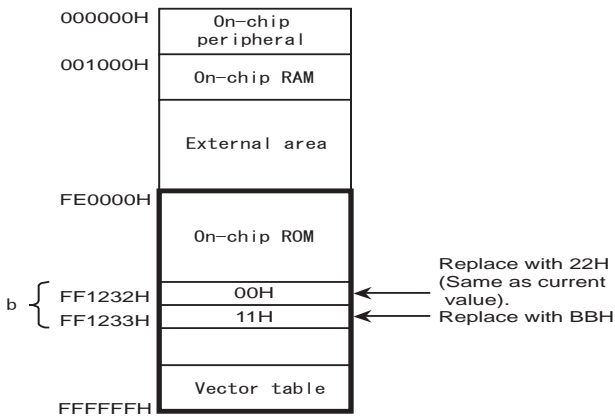 000000H
On-chip
peripheral
001000H
On-chip RAM
External area
FE0000H
On-chip ROM
Replace with 22H
(Same as current
value).
b
FF1232H
00H
FF1233H
11H
Replace with BBH
Vector table
FFFFFFH